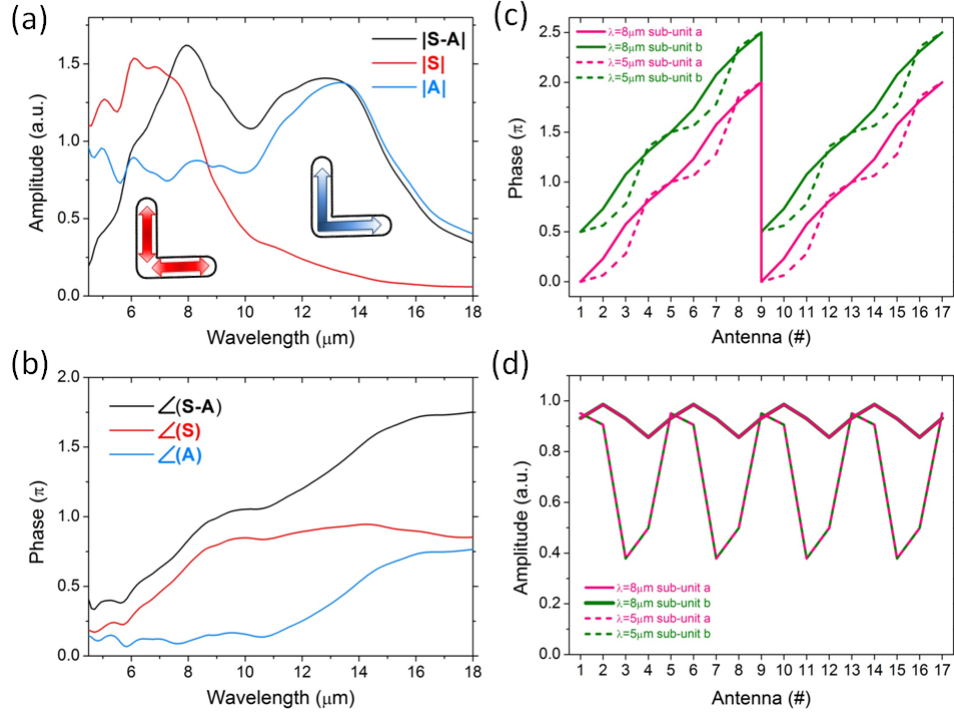 (a)
1.5
1.0
0.5
0.0
Amplitude (a.u.)
|S-A|
|S|
|A|
6 8 10 12 14 16 18
Wavelength (μm)
(b)
2.0
1.5
1.0
0.5
0.0
Phase (π)
∠(S-A)
∠(S)
∠(A)
6 8 10 12 14 16 18
Wavelength (μm)
(c)
2.5
2.0
1.5
1.0
0.5
0.0
Phase (π)
λ=8μm sub-unit a
λ=8μm sub-unit b
λ=5μm sub-unit a
λ=5μm sub-unit b
1 2 3 4 5 6 7 8 9 10 11 12 13 14 15 16 17
Antenna (#)
(d)
1.0
0.8
0.6
0.4
0.2
0.0
Amplitude (a.u.)
λ=8μm sub-unit a
λ=8μm sub-unit b
λ=5μm sub-unit a
λ=5μm sub-unit b
1 2 3 4 5 6 7 8 9 10 11 12 13 14 15 16 17
Antenna (#)